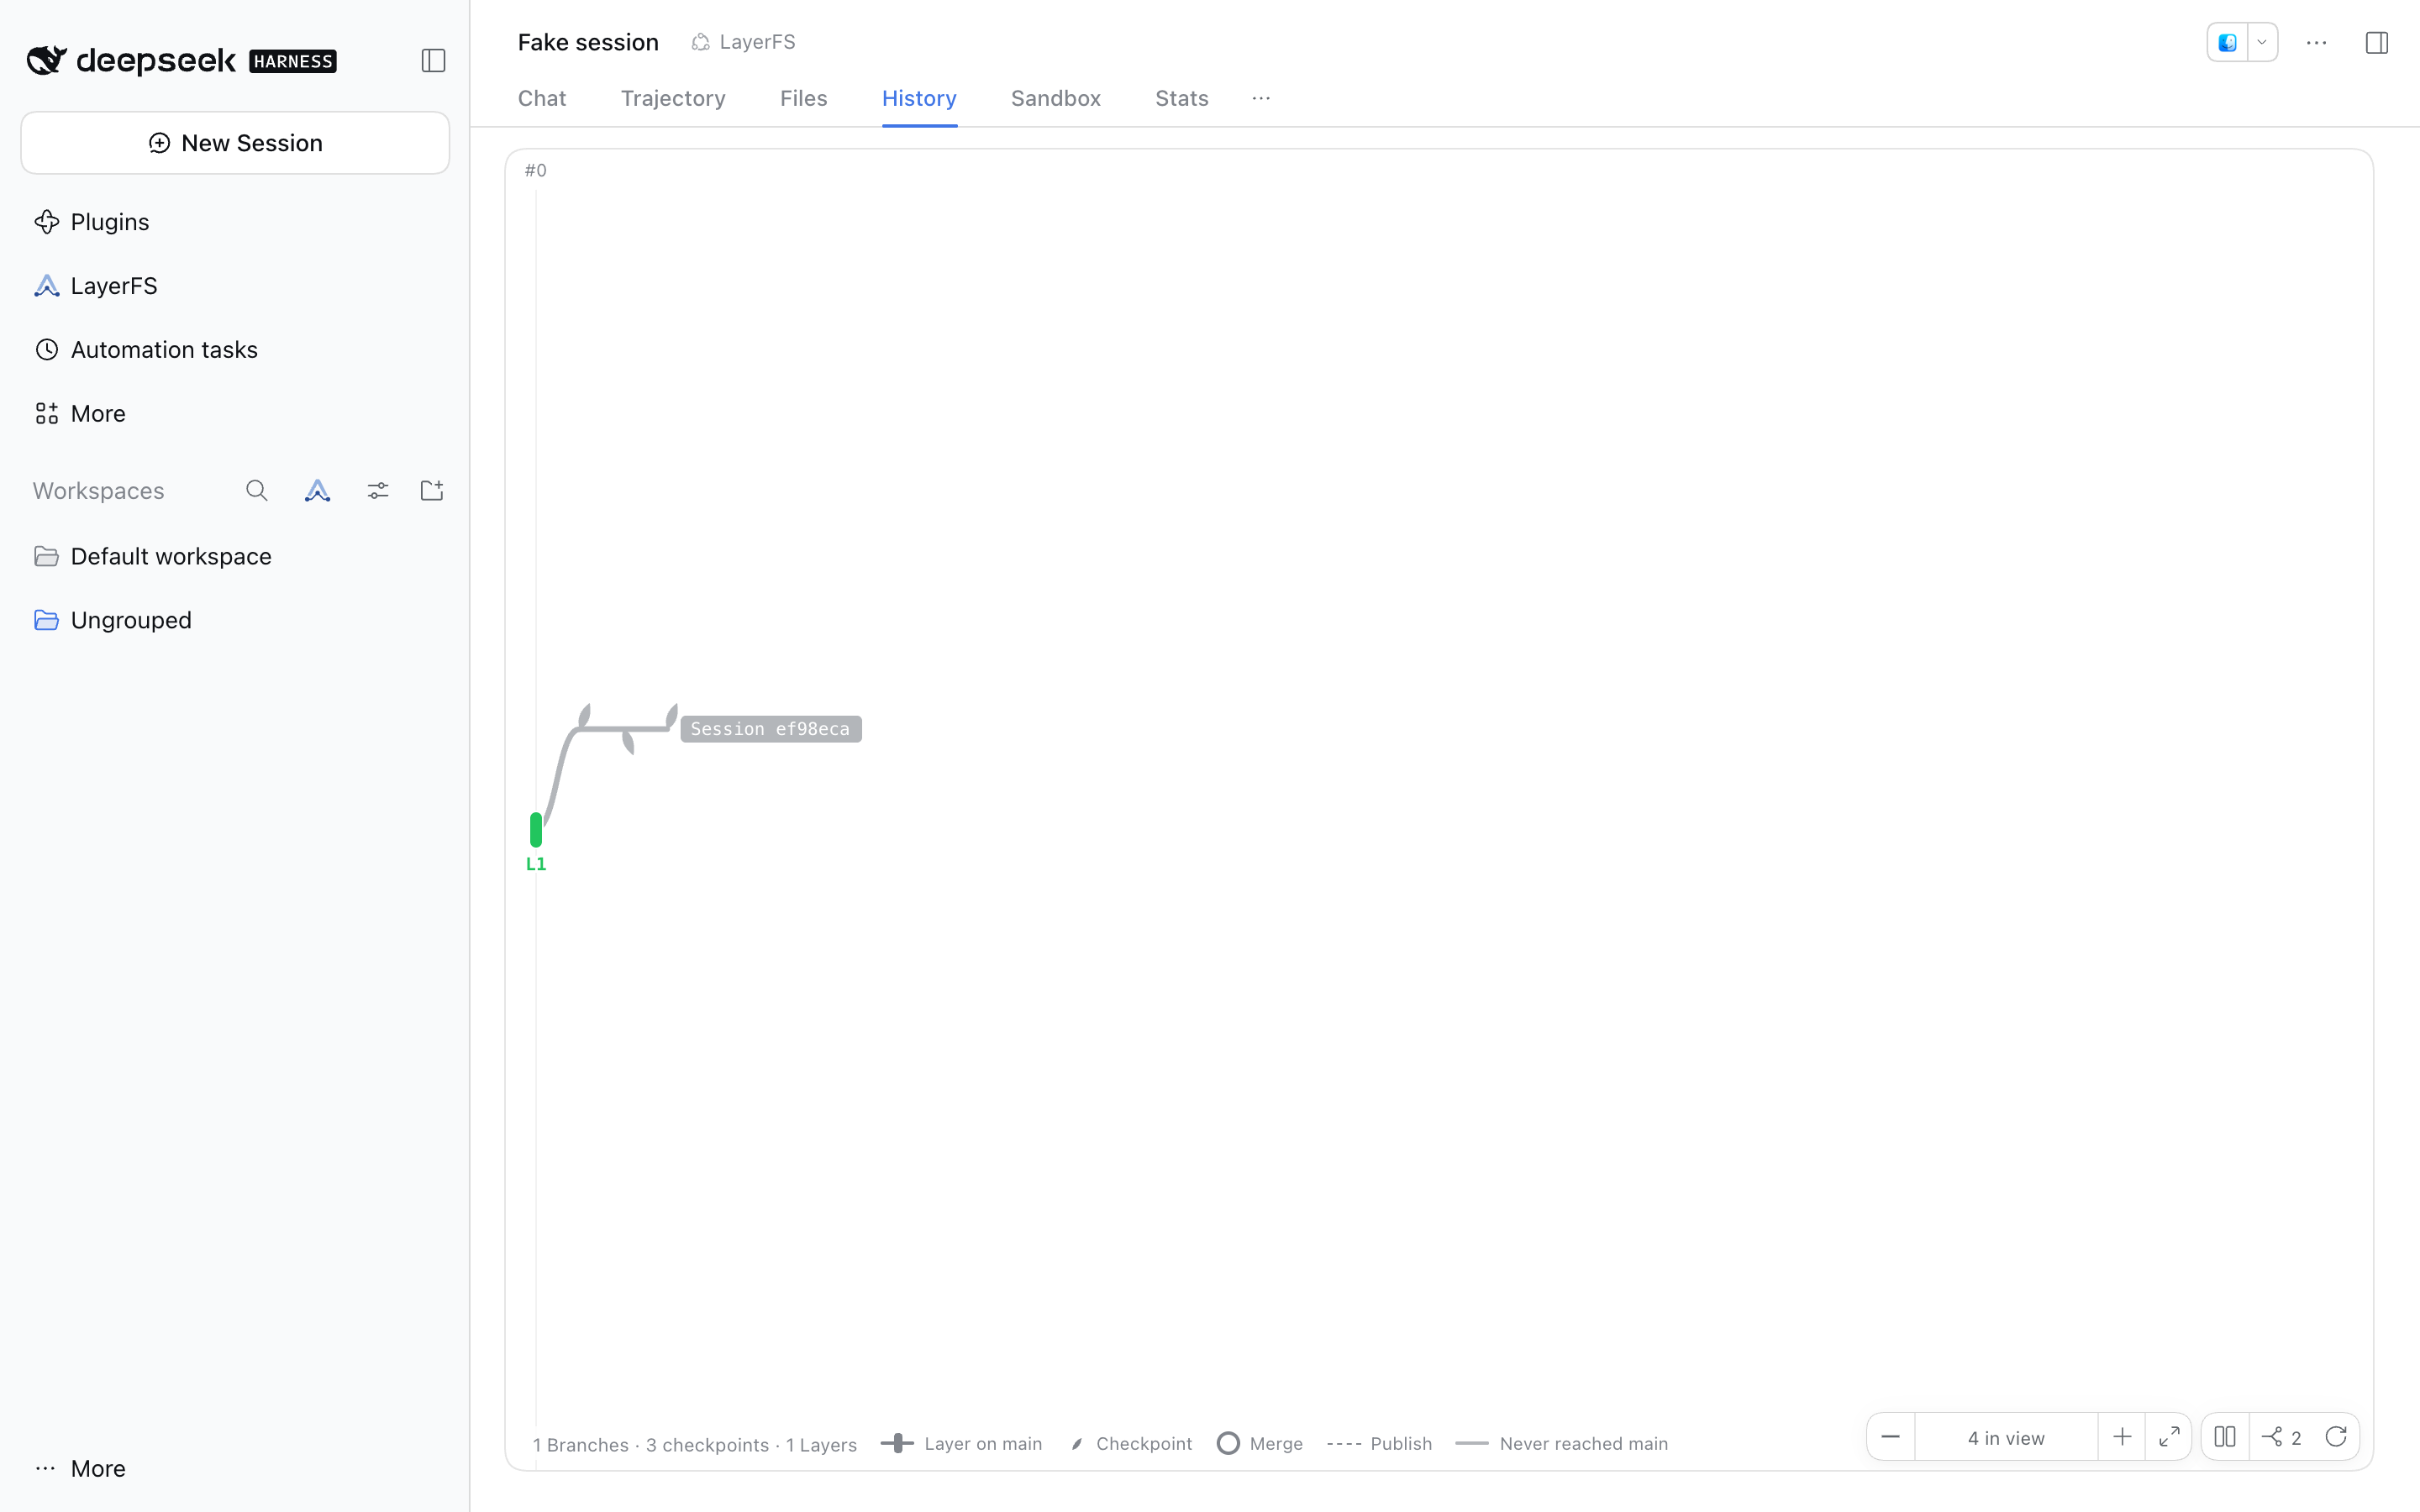 deepseek HARNESS
New Session
Plugins
LayerFS
Automation tasks
More
Workspaces
Default workspace
Ungrouped
More
Fake session LayerFS
Chat Trajectory Files History Sandbox Stats
#0
Session ef98eca
L1
1 Branches · 3 checkpoints · 1 Layers Layer on main Checkpoint Merge Publish Never reached main
4 in view 2